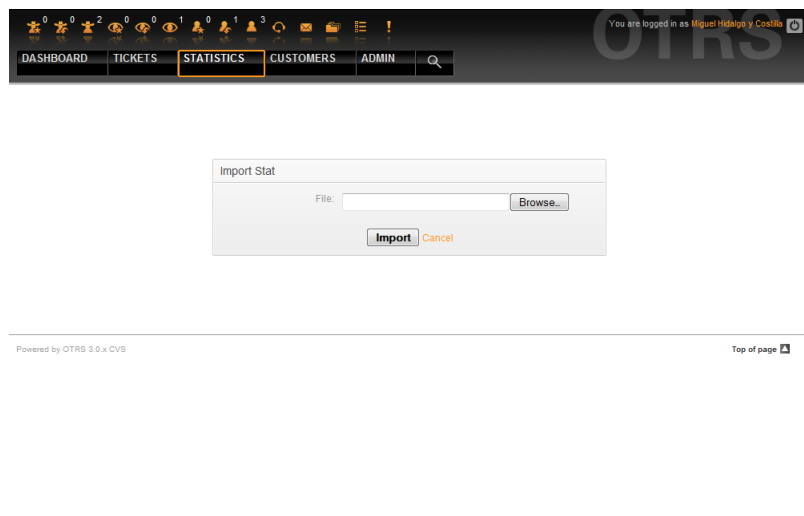 0 0 2 0 0 1 0 1 3
OTRS
You are logged in as Miguel Hidalgo y Costilla
DASHBOARD TICKETS STATISTICS CUSTOMERS ADMIN
Import Stat
File: Browse...
Import Cancel
Powered by OTRS 3.0.x CVS Top of page